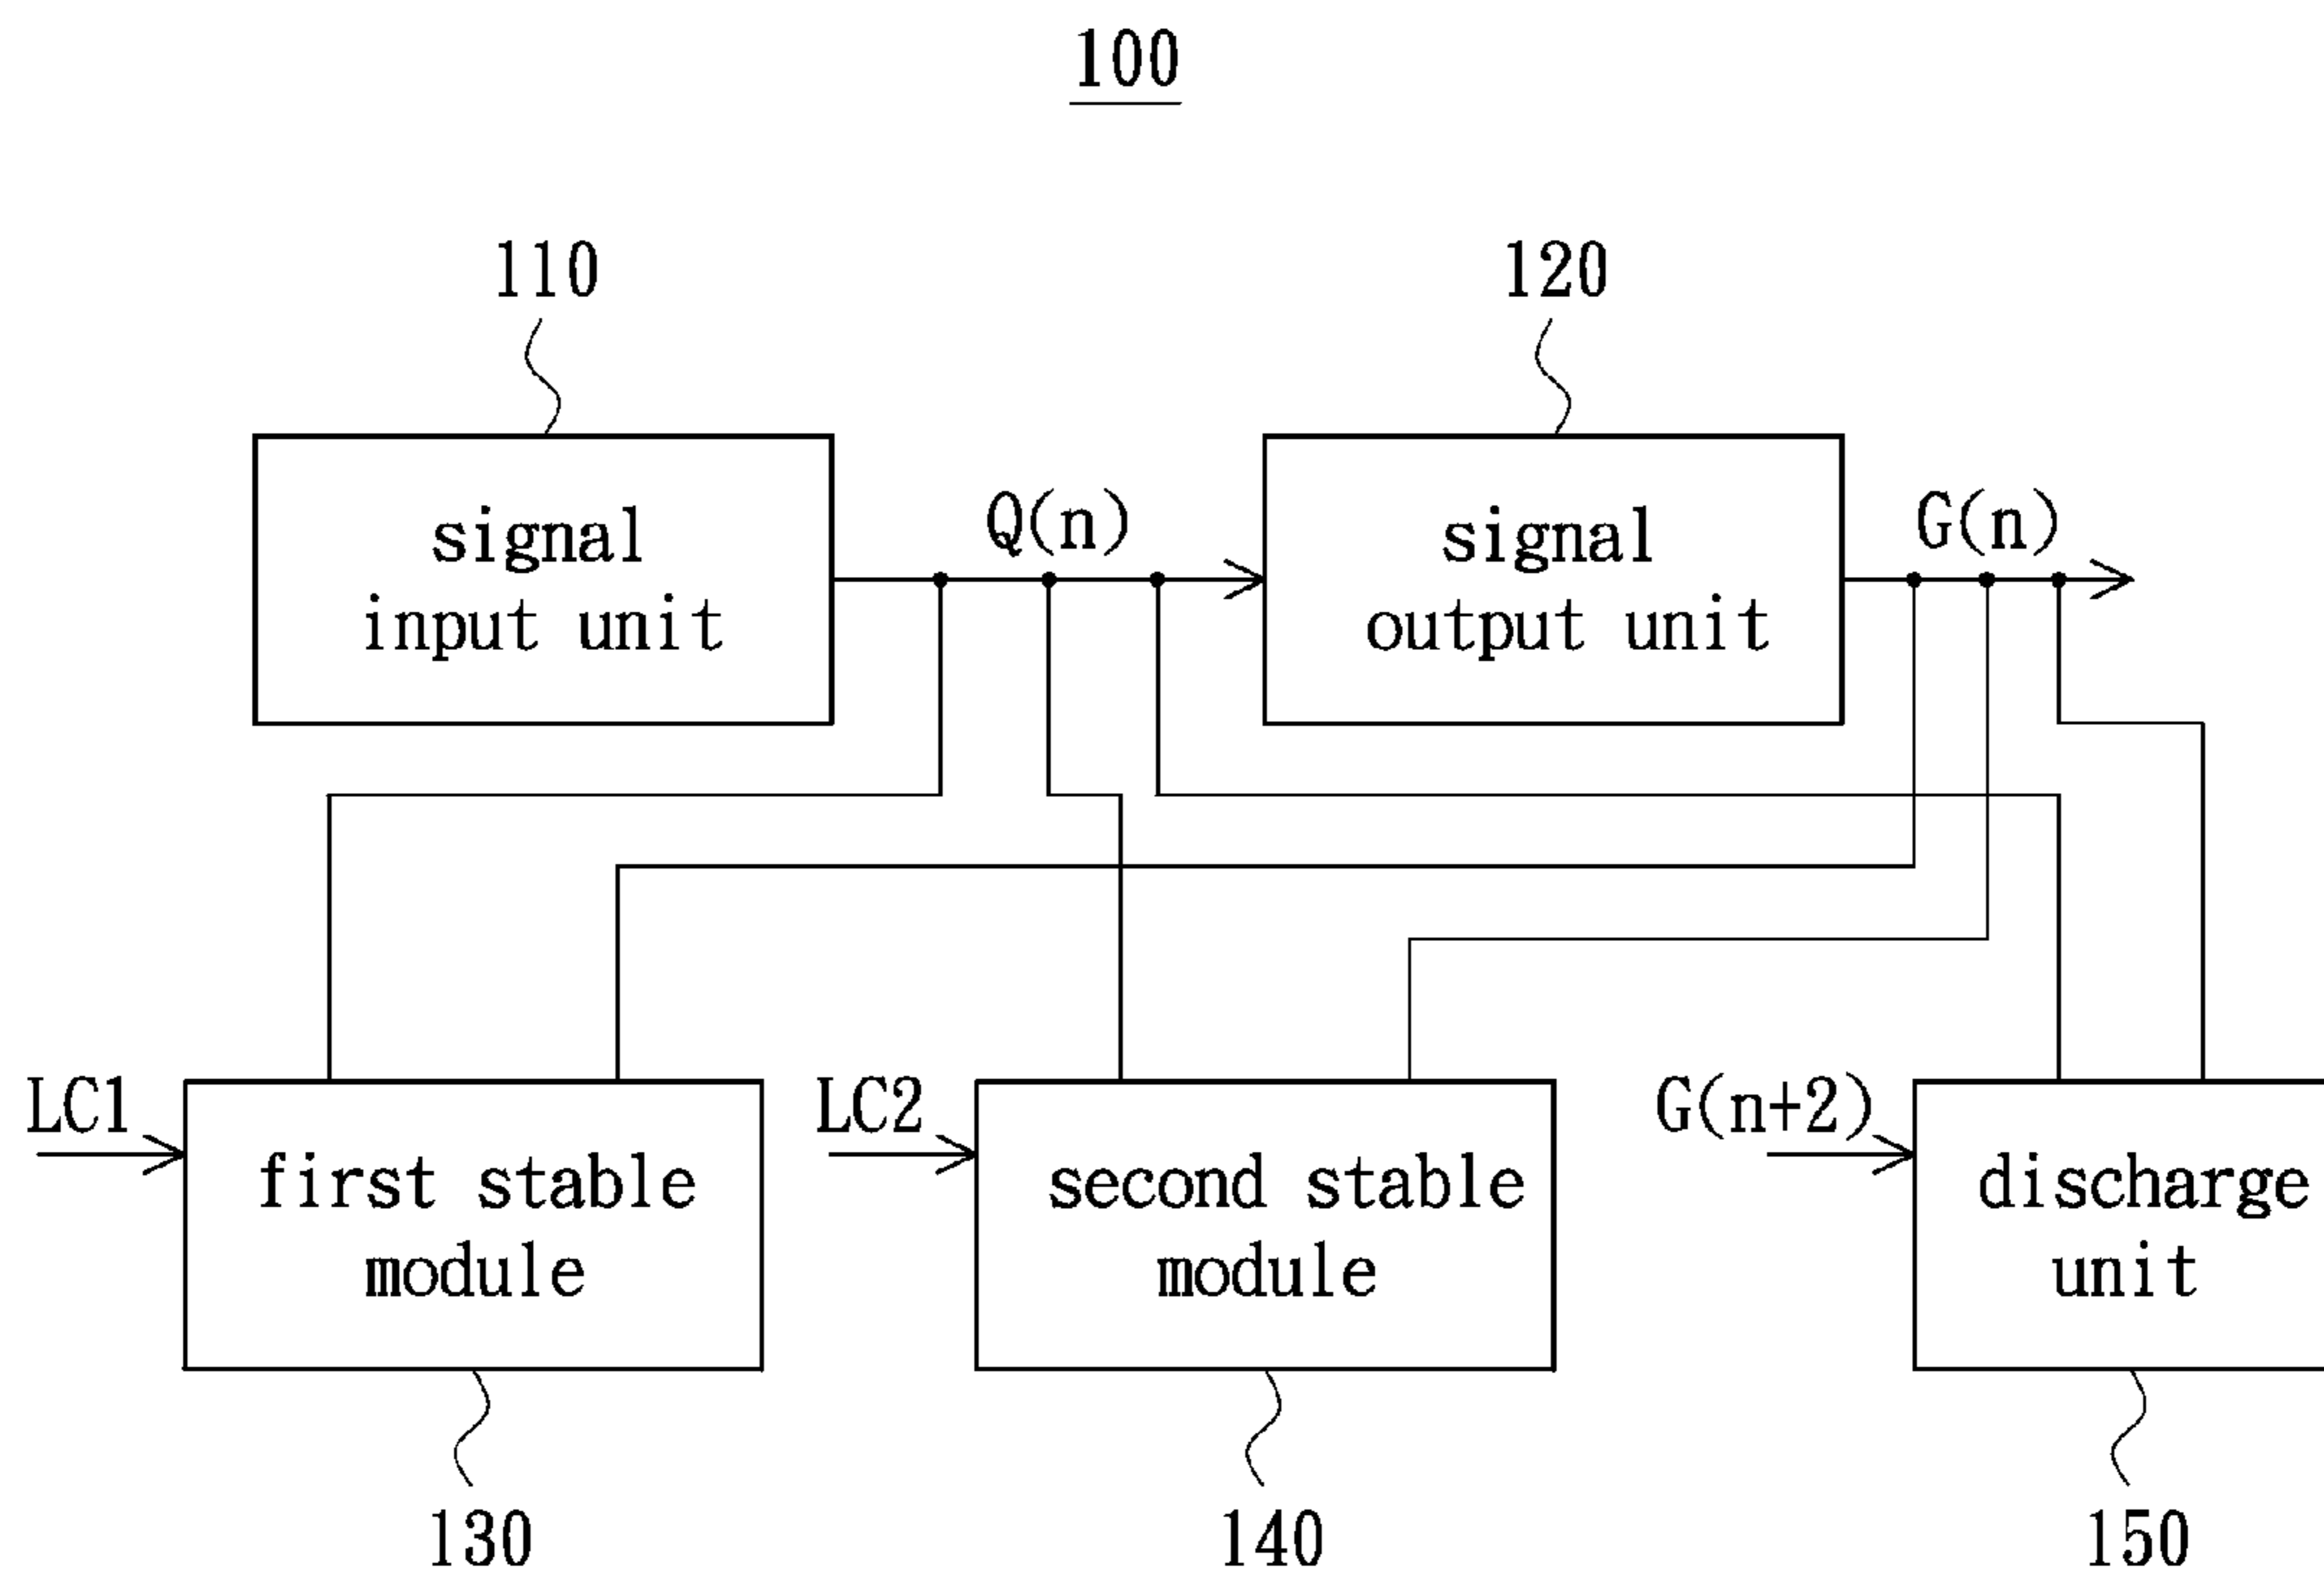 100
110
120
signal
input unit
Q(n)
signal
output unit
G(n)
LC1
first stable
module
LC2
second stable
module
G(n+2)
discharge
unit
130
140
150